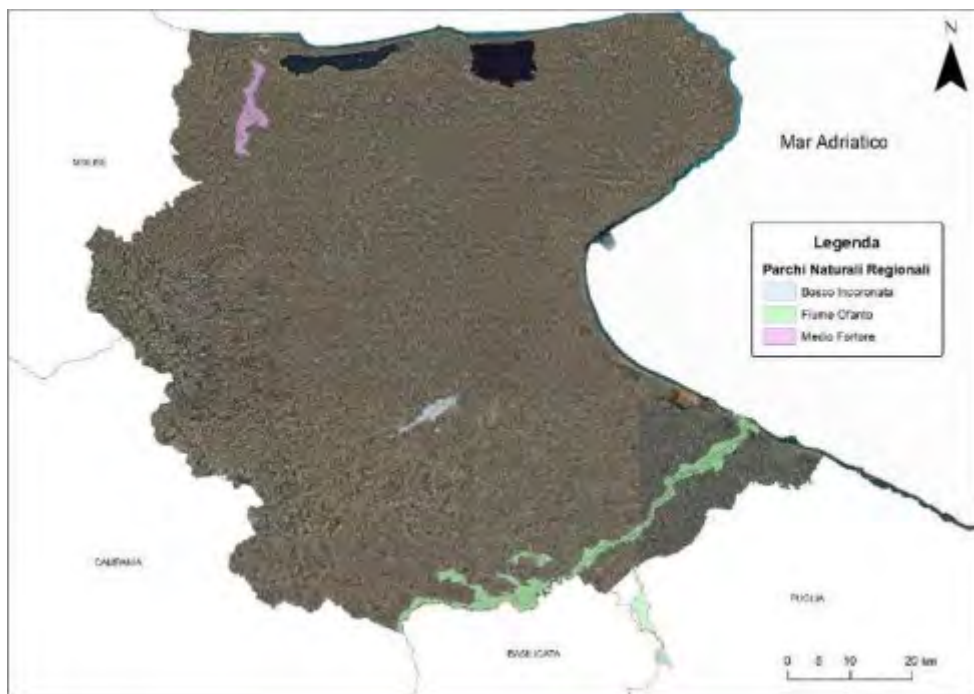 N
MOLISE
Mar Adriatico
Legenda
Parchi Naturali Regionali
Bosco Incoronata
Fiume Ofanto
Medio Fortore
CAMPANIA
PUGLIA
BASILICATA
0 5 10 20 km